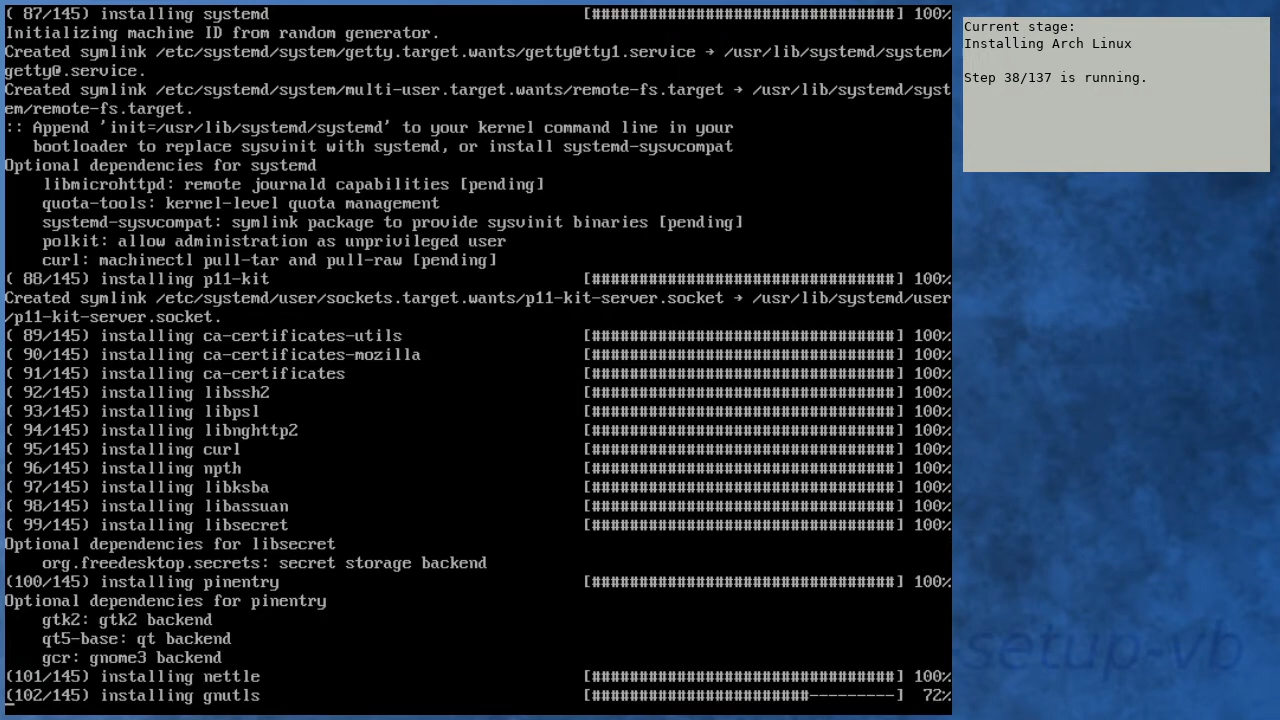 ( 87/145) installing systemd [################################] 100%
Initializing machine ID from random generator.
Created symlink /etc/systemd/system/getty.target.wants/getty@tty1.service → /usr/lib/systemd/system/
getty@.service.
Created symlink /etc/systemd/system/multi-user.target.wants/remote-fs.target → /usr/lib/systemd/syst
em/remote-fs.target.
:: Append 'init=/usr/lib/systemd/systemd' to your kernel command line in your
bootloader to replace sysvinit with systemd, or install systemd-sysvcompat
Optional dependencies for systemd
libmicrohttpd: remote journald capabilities [pending]
quota-tools: kernel-level quota management
systemd-sysvcompat: symlink package to provide sysvinit binaries [pending]
polkit: allow administration as unprivileged user
curl: machinectl pull-tar and pull-raw [pending]
( 88/145) installing p11-kit [################################] 100%
Created symlink /etc/systemd/user/sockets.target.wants/p11-kit-server.socket → /usr/lib/systemd/user
/p11-kit-server.socket.
( 89/145) installing ca-certificates-utils [################################] 100%
( 90/145) installing ca-certificates-mozilla [################################] 100%
( 91/145) installing ca-certificates [################################] 100%
( 92/145) installing libssh2 [################################] 100%
( 93/145) installing libpsl [################################] 100%
( 94/145) installing libnghttp2 [################################] 100%
( 95/145) installing curl [################################] 100%
( 96/145) installing npth [################################] 100%
( 97/145) installing libksba [################################] 100%
( 98/145) installing libassuan [################################] 100%
( 99/145) installing libsecret [################################] 100%
Optional dependencies for libsecret
org.freedesktop.secrets: secret storage backend
(100/145) installing pinentry [################################] 100%
Optional dependencies for pinentry
gtk2: gtk2 backend
qt5-base: qt backend
gcr: gnome3 backend
(101/145) installing nettle [################################] 100%
(102/145) installing gnutls [#######################---------] 72%
Current stage:
Installing Arch Linux
Step 38/137 is running.
setup-vb